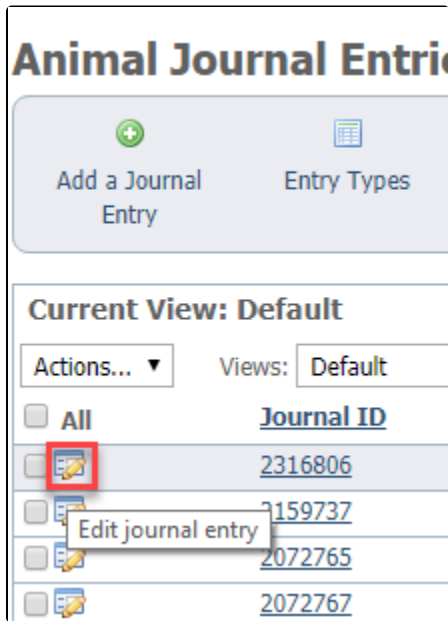 Animal Journal Entri
Add a Journal
Entry
Entry Types
Current View: Default
Actions... ▼ Views: Default
All Journal ID
2316806
159737
Edit journal entry
2072765
2072767